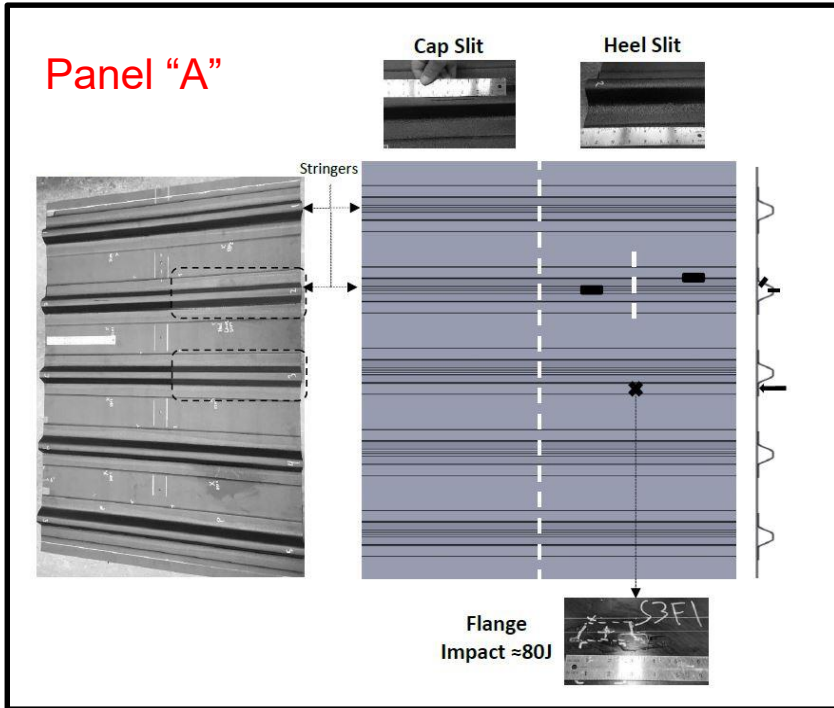 Panel “A”
Cap Slit
Heel Slit
Stringers
Flange
Impact ≈80J
S3F1